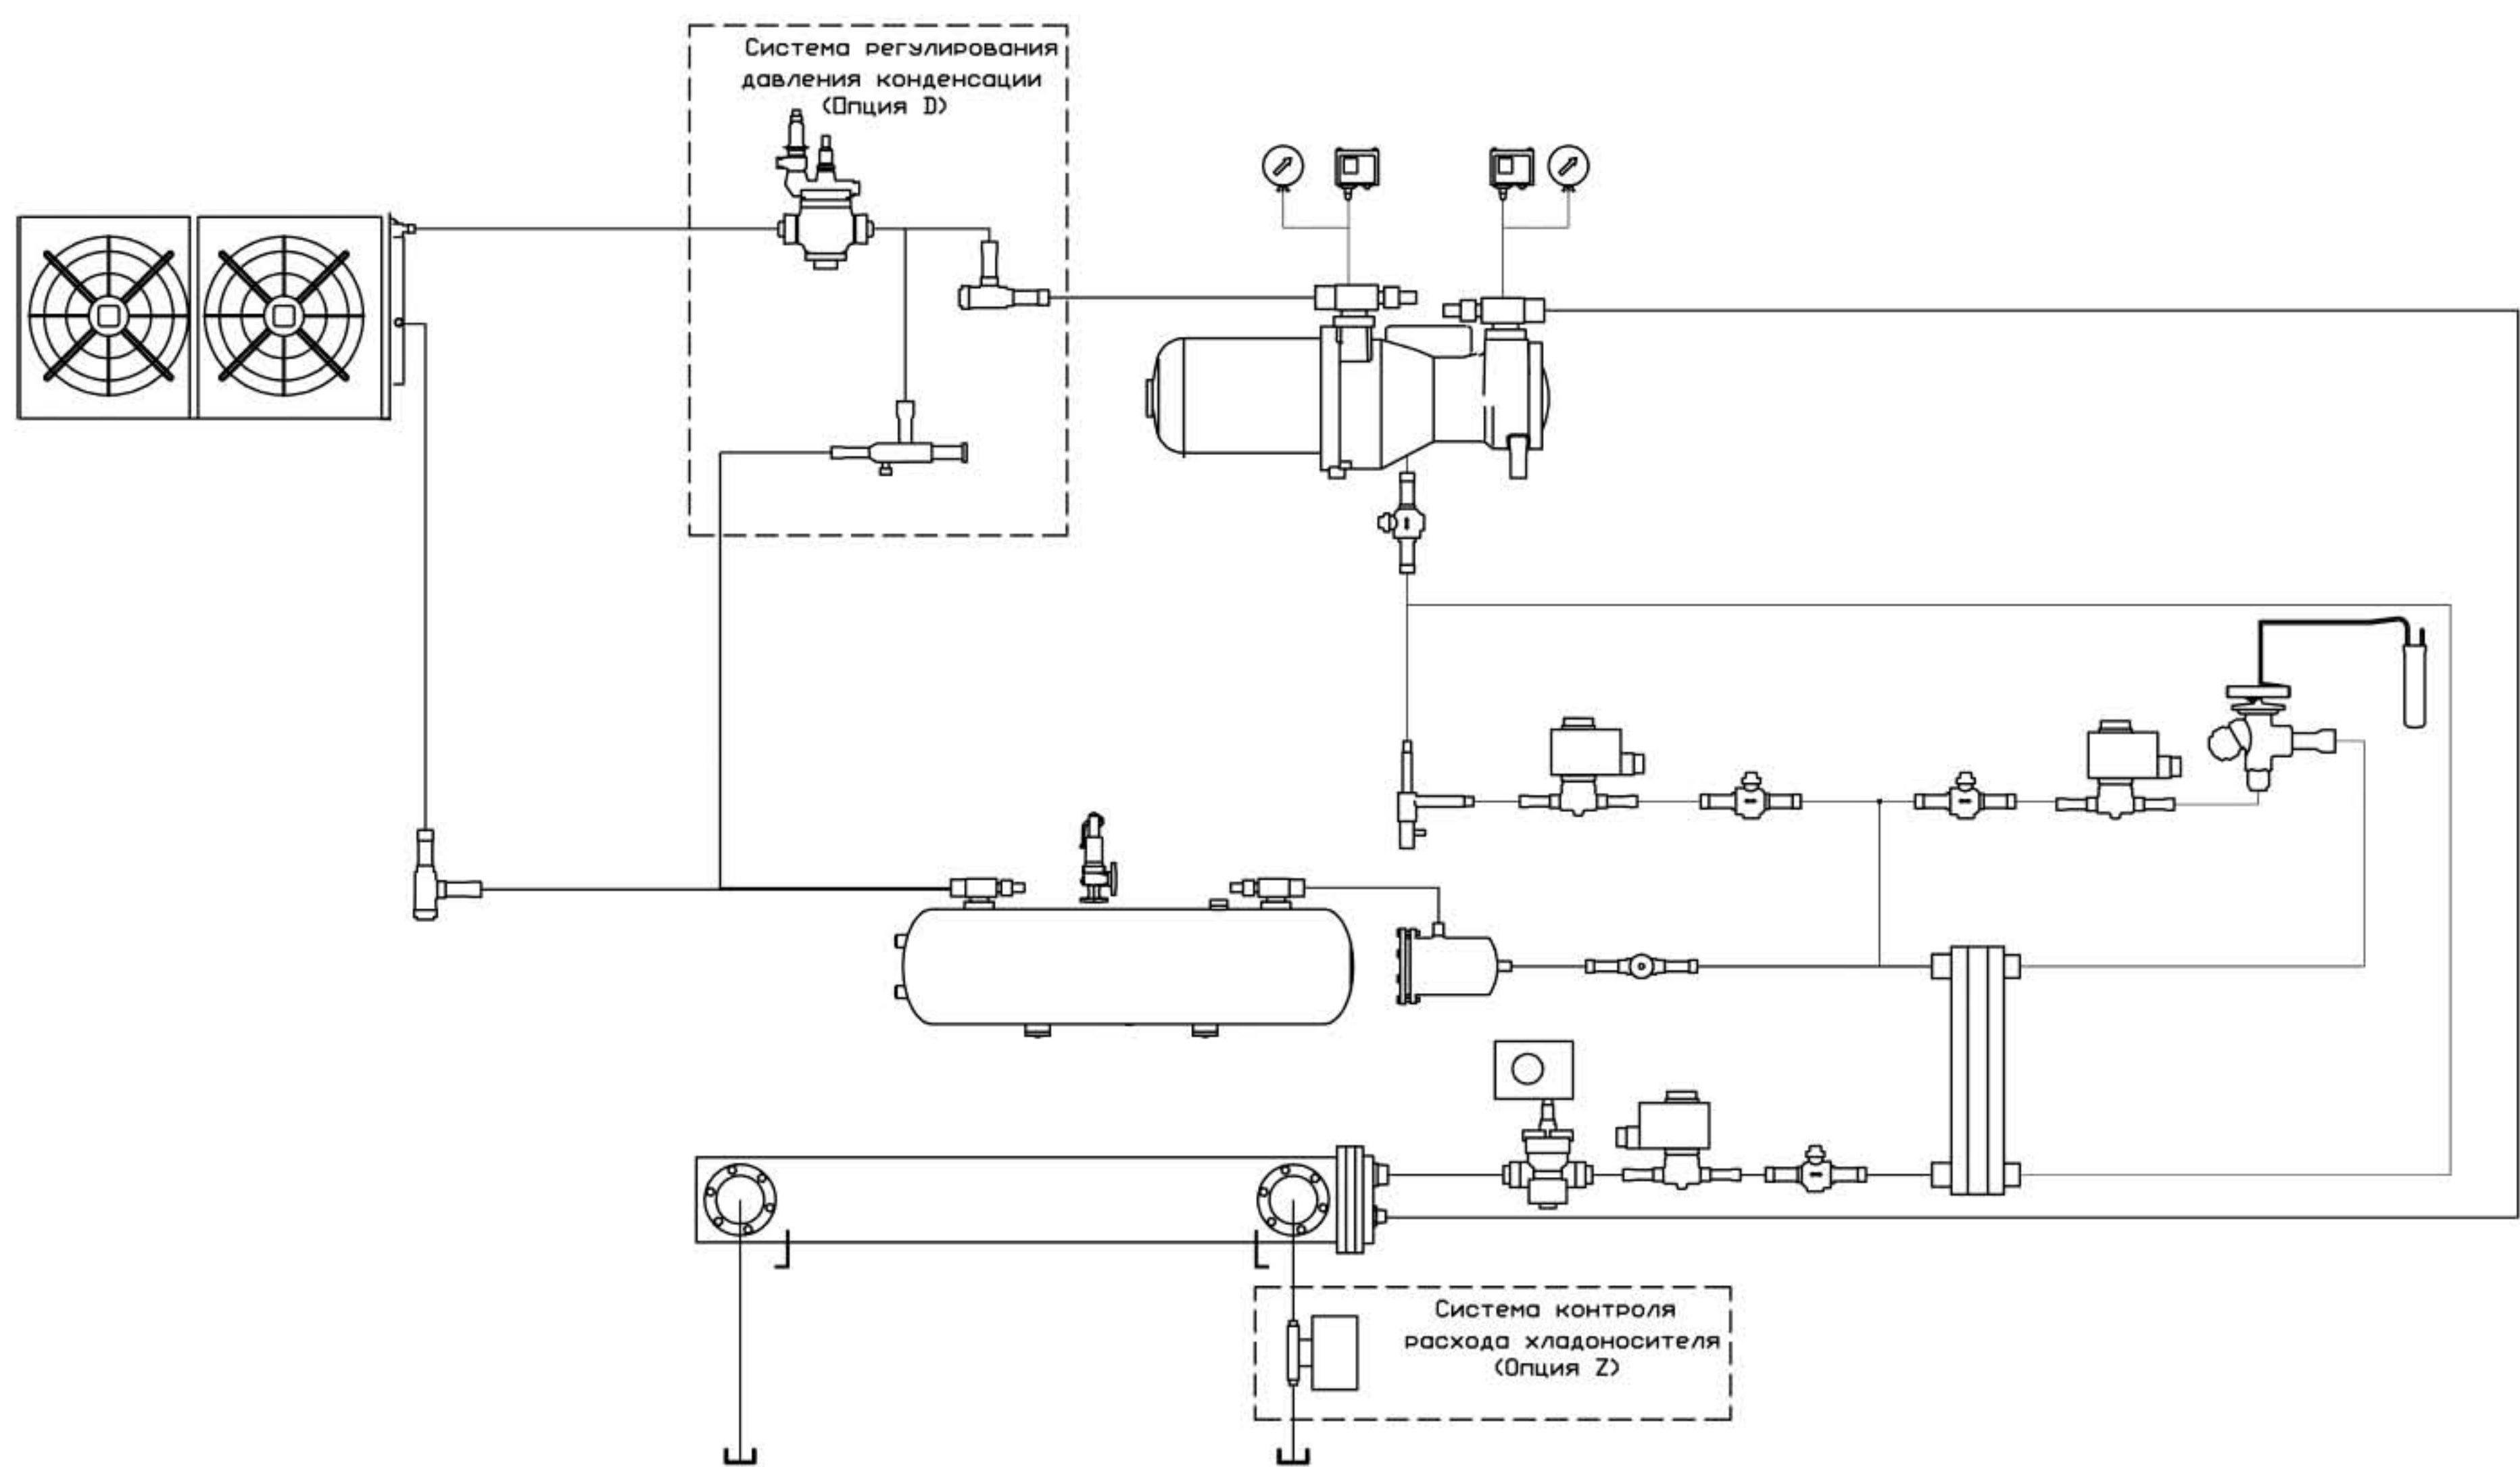 Система регулирования
давления конденсации
(Опция D)
Система контроля
расхода хладоносителя
(Опция Z)